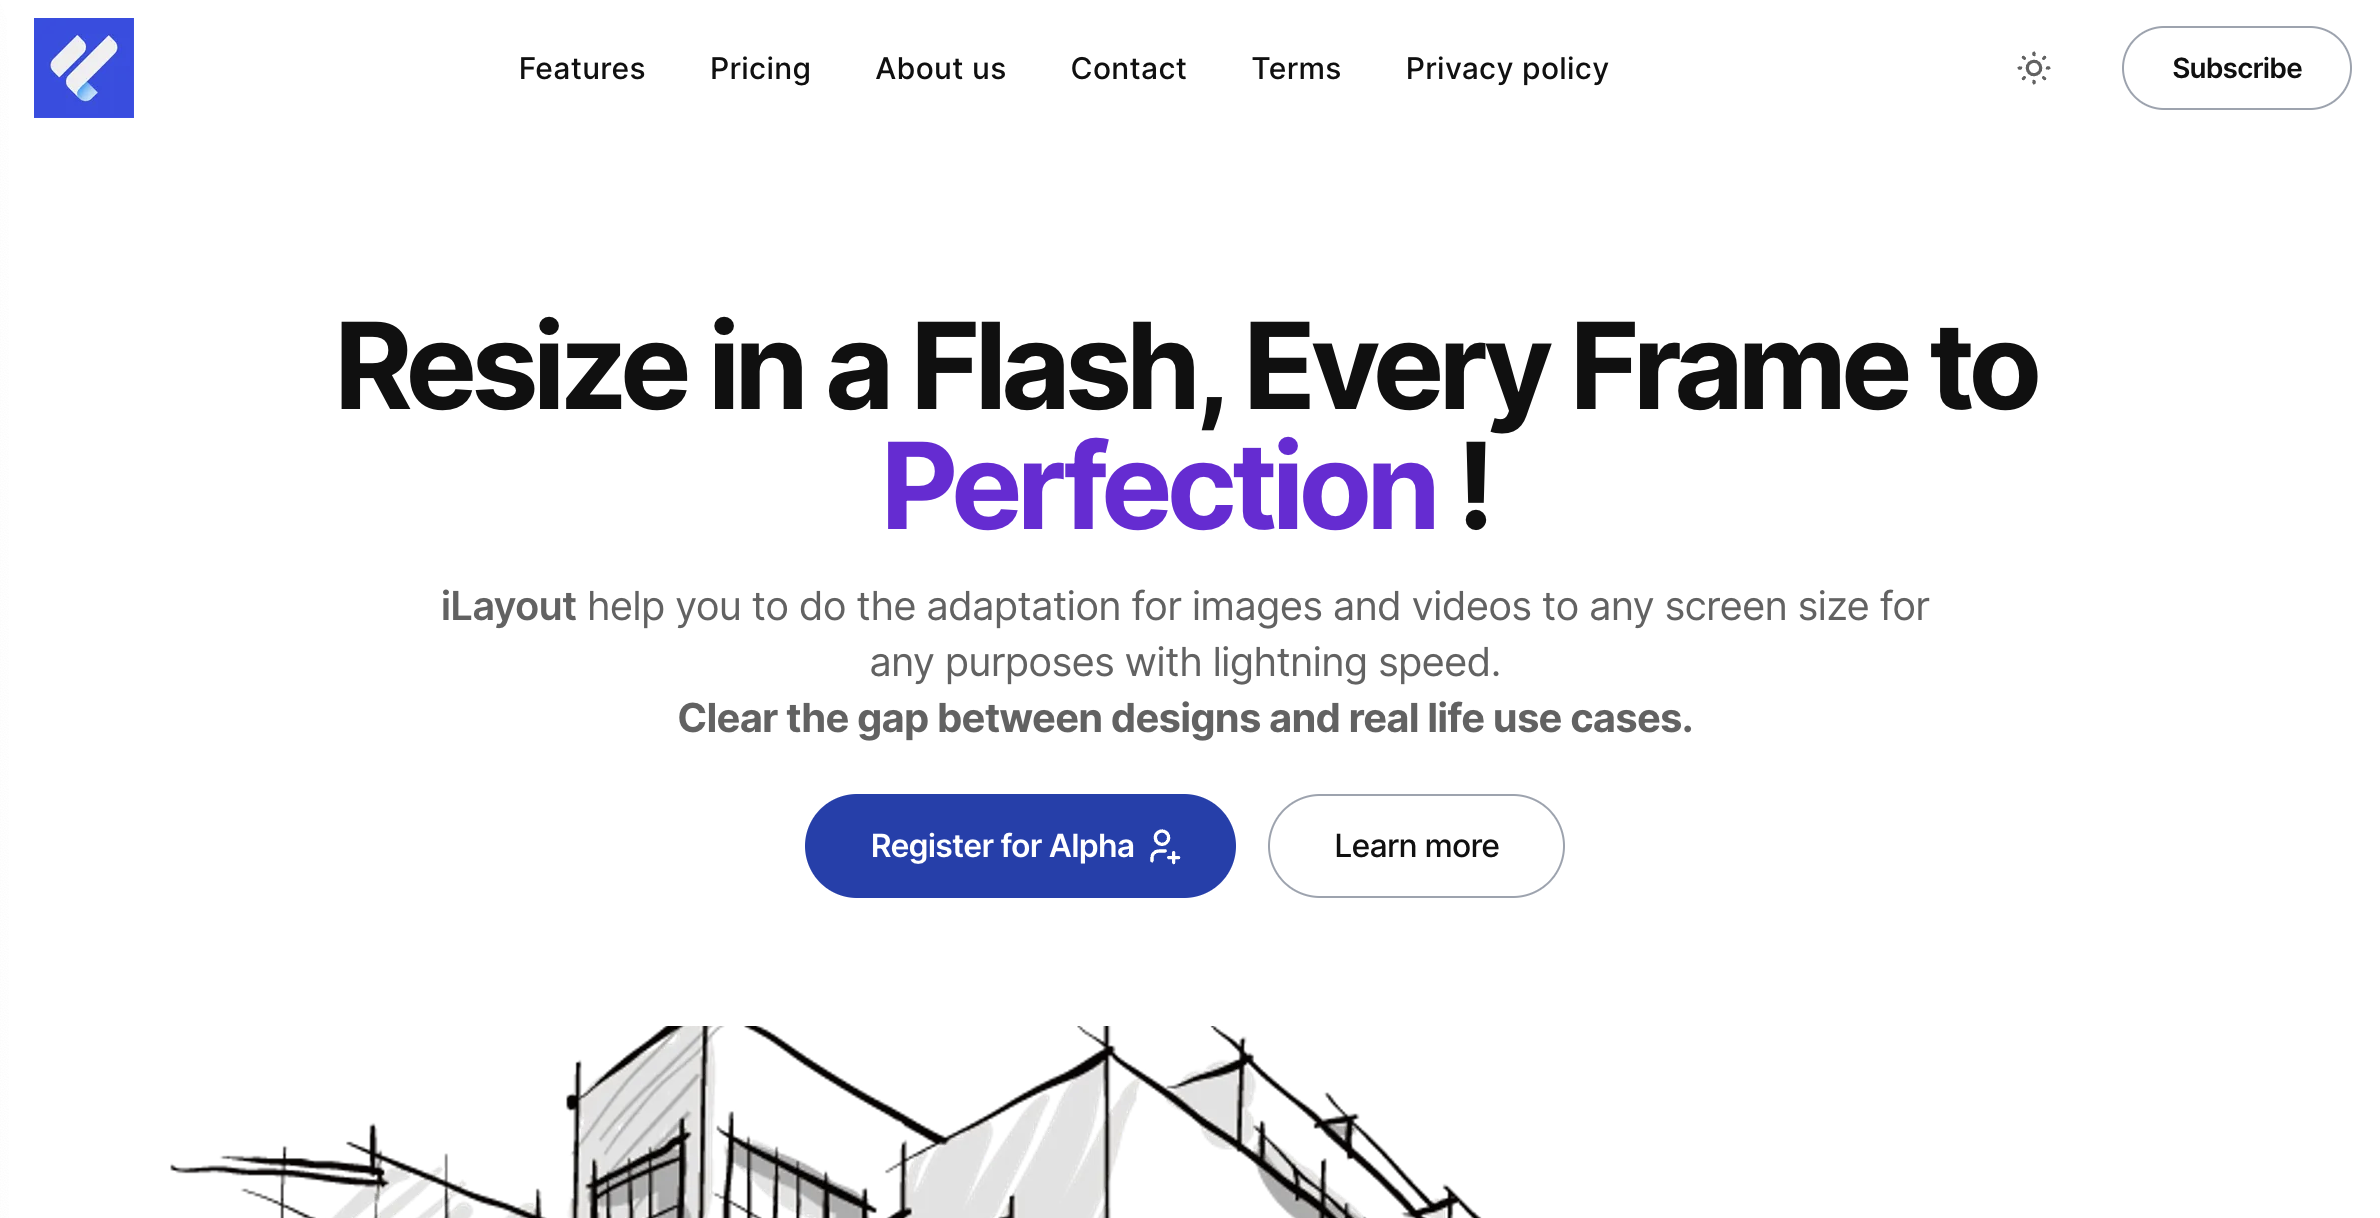 Features
Pricing
About us
Contact
Terms
Privacy policy
Subscribe
Resize in a Flash, Every Frame to
Perfection !
iLayout help you to do the adaptation for images and videos to any screen size for
any purposes with lightning speed.
Clear the gap between designs and real life use cases.
Register for Alpha
Learn more